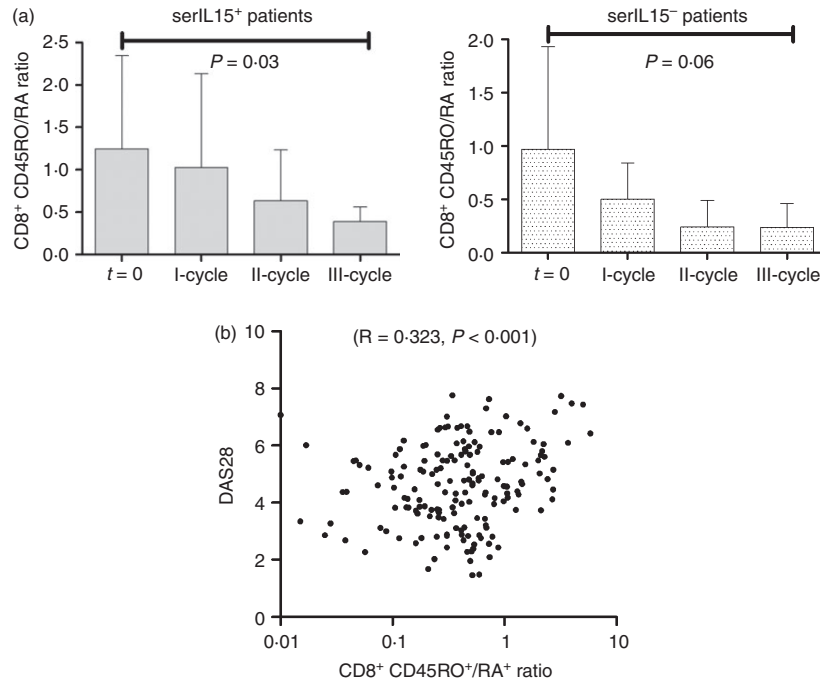 (a)
serIL15⁺ patients
P = 0·03
CD8⁺ CD45RO/RA ratio
2·5
2·0
1·5
1·0
0·5
0·0
t = 0 I-cycle II-cycle III-cycle
serIL15⁻ patients
P = 0·06
CD8⁺ CD45RO/RA ratio
2·0
1·5
1·0
0·5
0·0
t = 0 I-cycle II-cycle III-cycle
(b)
(R = 0·323, P < 0·001)
DAS28
10
8
6
4
2
0
0·01 0·1 1 10
CD8⁺ CD45RO⁺/RA⁺ ratio